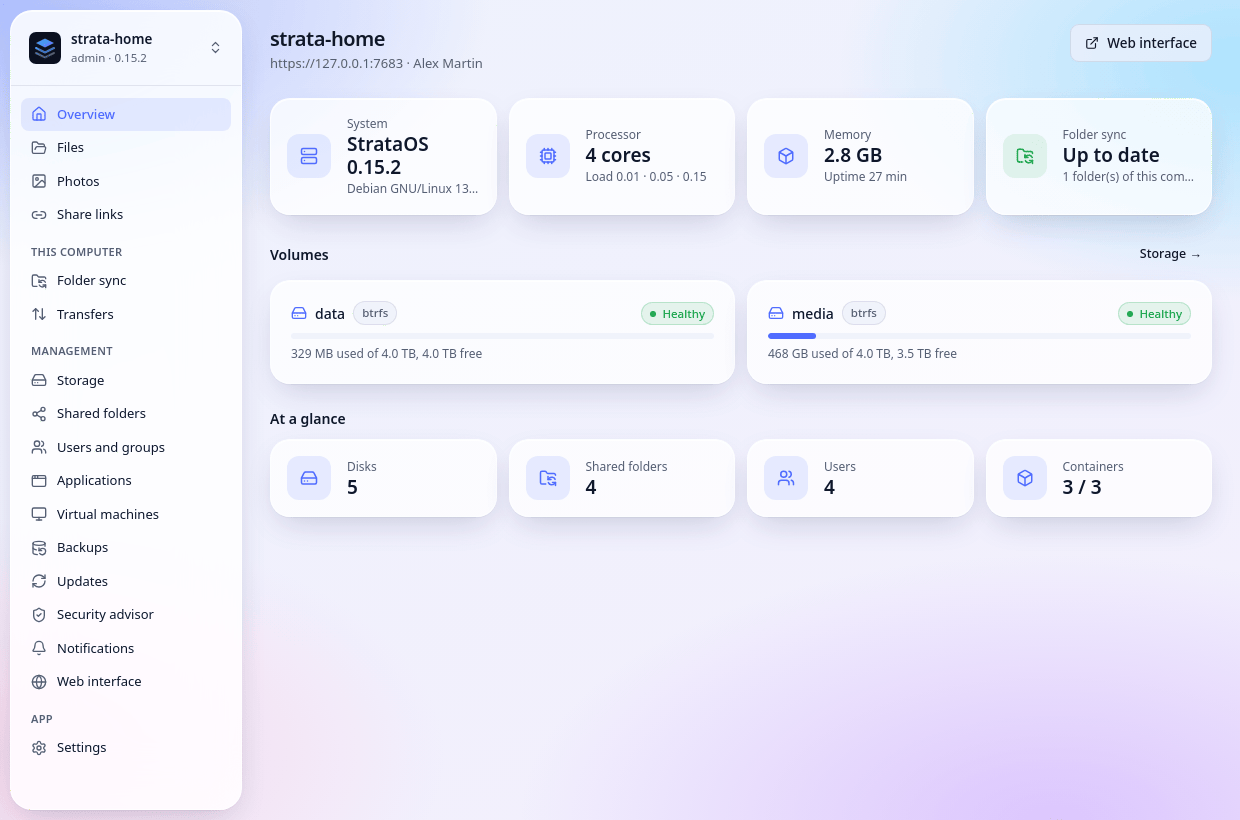 strata-home
admin · 0.15.2
Overview
Files
Photos
Share links
THIS COMPUTER
Folder sync
Transfers
MANAGEMENT
Storage
Shared folders
Users and groups
Applications
Virtual machines
Backups
Updates
Security advisor
Notifications
Web interface
APP
Settings
strata-home
https://127.0.0.1:7683 · Alex Martin
Web interface
System
StrataOS
0.15.2
Debian GNU/Linux 13...
Processor
4 cores
Load 0.01 · 0.05 · 0.15
Memory
2.8 GB
Uptime 27 min
Folder sync
Up to date
1 folder(s) of this com...
Volumes
Storage →
data btrfs Healthy
329 MB used of 4.0 TB, 4.0 TB free
media btrfs Healthy
468 GB used of 4.0 TB, 3.5 TB free
At a glance
Disks
5
Shared folders
4
Users
4
Containers
3 / 3